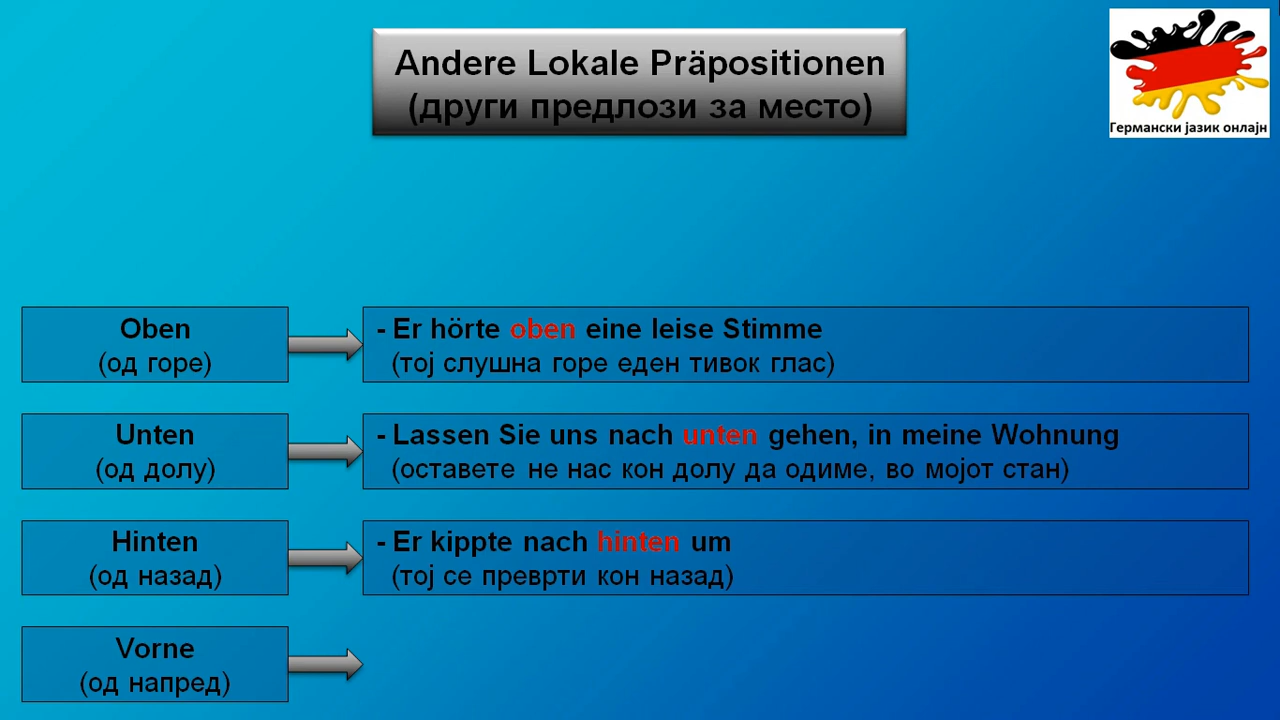 Andere Lokale Präpositionen
(други предлози за место)
Германски јазик онлајн
Oben
(од горе)
- Er hörte oben eine leise Stimme
(тој слушна горе еден тивок глас)
Unten
(од долу)
- Lassen Sie uns nach unten gehen, in meine Wohnung
(оставете не нас кон долу да одиме, во мојот стан)
Hinten
(од назад)
- Er kippte nach hinten um
(тој се преврти кон назад)
Vorne
(од напред)